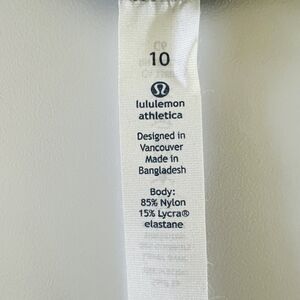 10
lululemon
athletica
Designed in
Vancouver
Made in
Bangladesh
Body:
85% Nylon
15% Lycra®
elastane